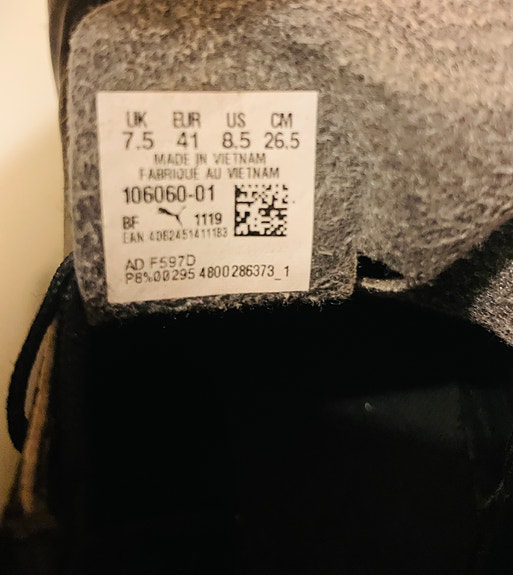 UK EUR US CM
7.5 41 8.5 26.5
MADE IN VIETNAM
FABRIQUE AU VIETNAM
106060-01
BF 1119
EAN 4062451411183
AD F597D
P8%00295 4800286373_1